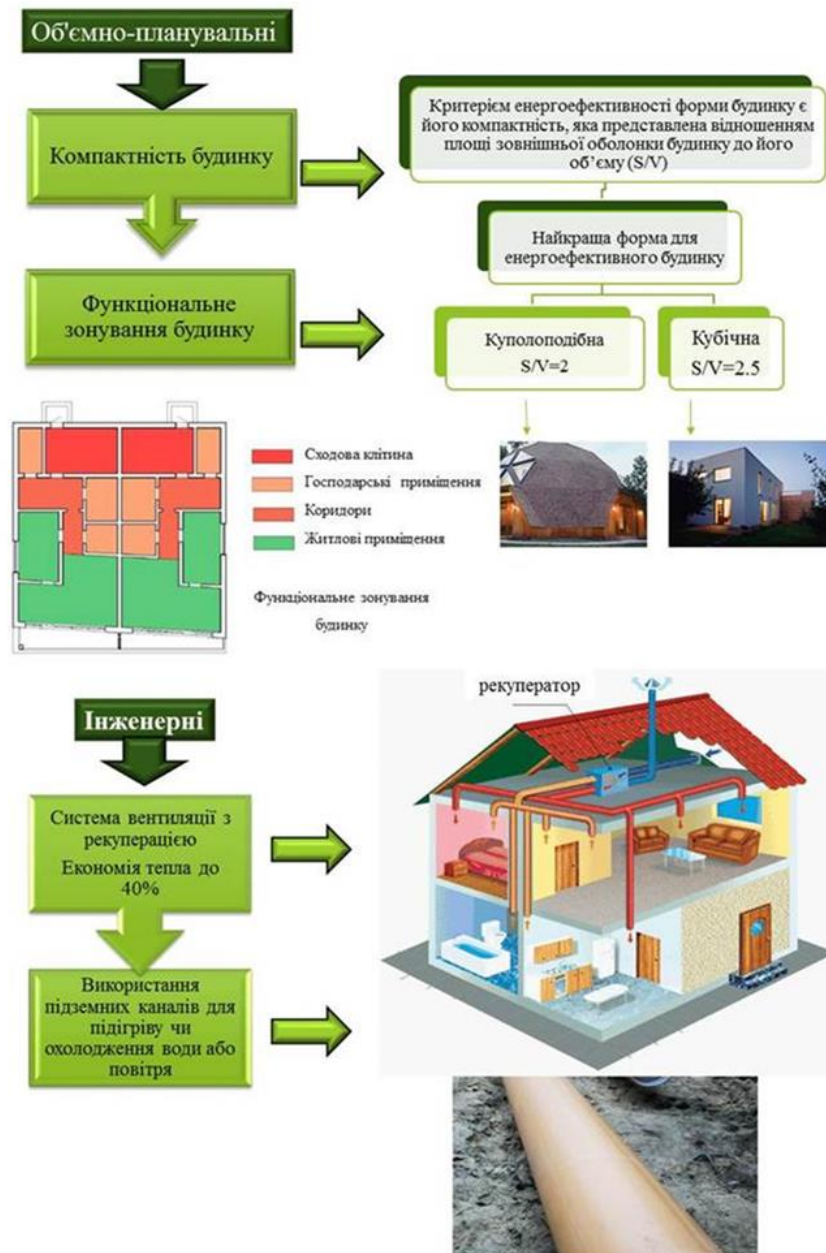 Об'ємно-планувальні
Компактність будинку
Критерієм енергоефективності форми будинку є
його компактність, яка представлена відношенням
площі зовнішньої оболонки будинку до його
об’єму (S/V)
Найкраща форма для
енергоефективного будинку
Функціональне
зонування будинку
Куполоподібна
S/V=2
Кубічна
S/V=2.5
Сходова клітина
Господарські приміщення
Коридори
Житлові приміщення
Функціональне зонування
будинку
Інженерні
рекуператор
Система вентиляції з
рекуперацією
Економія тепла до
40%
Використання
підземних каналів для
підігріву чи
охолодження води або
повітря